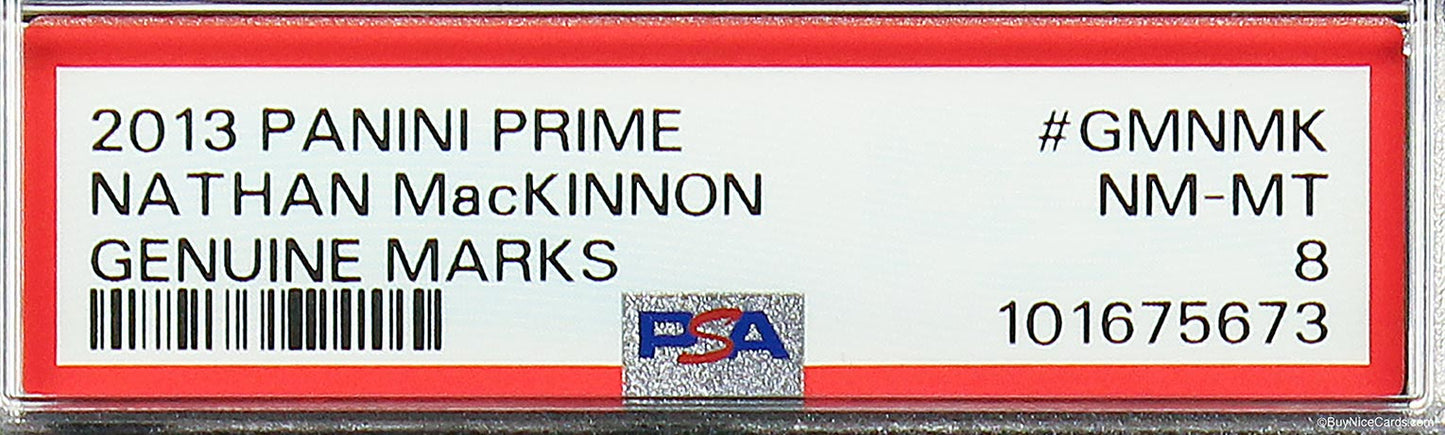 2013 PANINI PRIME #GMNMK
NATHAN MacKINNON NM-MT
GENUINE MARKS 8
PSA 101675673
©BuyNiceCards.com